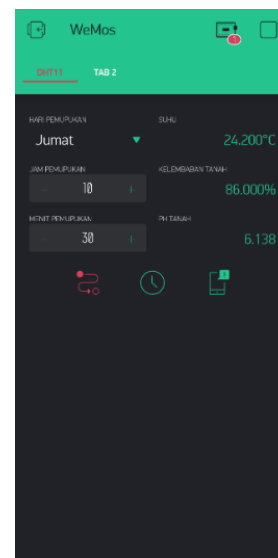 WeMos
DHT11 TAB 2
HARI PEMUPUKAN SUHU
Jumat 24.200°C
JAM PEMUPUKAN KELEMBABAN TANAH
- 10 + 86.000%
MENIT PEMUPUKAN PH TANAH
- 30 + 6.138